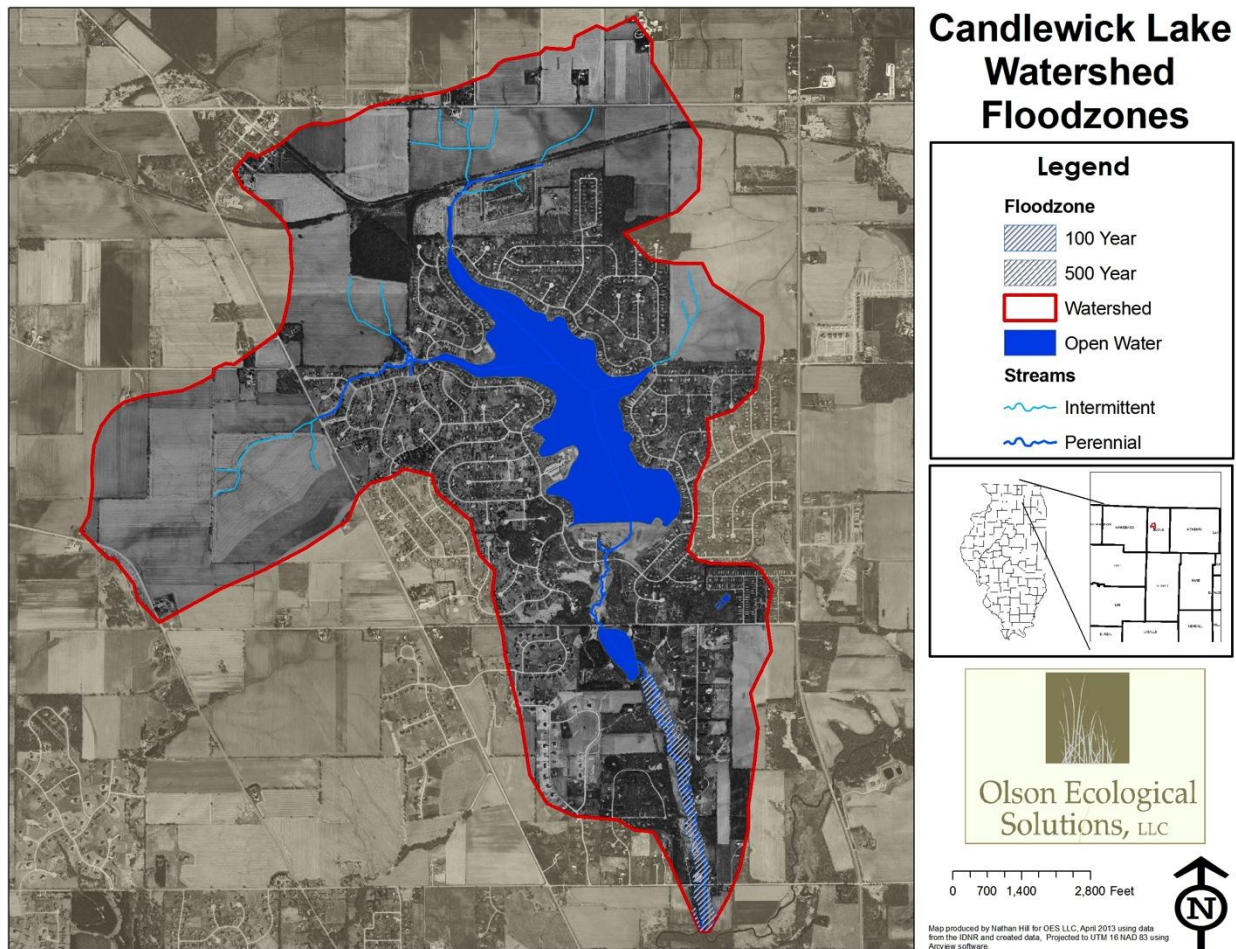 Candlewick Lake
Watershed
Floodzones
Legend
Floodzone
100 Year
500 Year
Watershed
Open Water
Streams
Intermittent
Perennial
Olson Ecological
Solutions, LLC
0 700 1,400 2,800 Feet
N
Map produced by Nathan Hill for OES LLC, April 2013 using data
from the IDNR and created data, Projected to UTM 16 NAD 83 using
Arcview software.